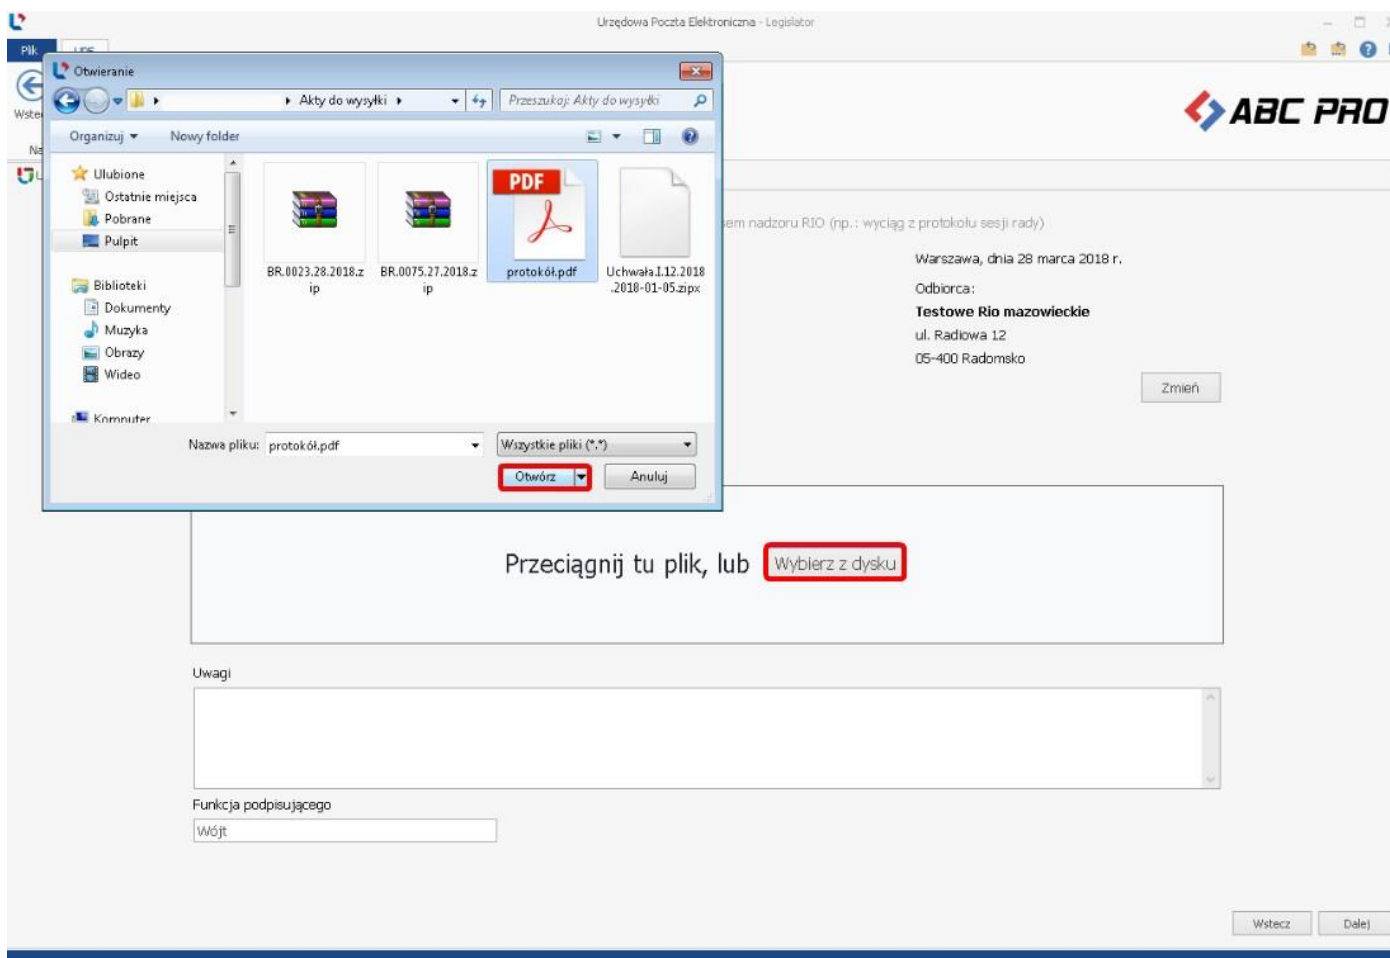 Urzędowa Poczta Elektroniczna - Legislator
Plik
Otwieranie
Akty do wysyłki
Przeszukaj: Akty do wysyłki
ABC PRO
Organizuj
Nowy folder
Ulubione
Ostatnie miejsca
Pobrane
Pulpit
Biblioteki
Dokumenty
Muzyka
Obrazy
Wideo
Komputer
PDF
BR.0023.28.2018.z
ip
BR.0075.27.2018.z
ip
protokół.pdf
Uchwała.I.12.2018
.2018-01-05.zipx
Nazwa pliku: protokół.pdf
Wszystkie pliki (*.*)
Otwórz
Anuluj
nadzoru RIO (np.: wyciąg z protokołu sesji rady)
Warszawa, dnia 28 marca 2018 r.
Odbiorca:
Testowe Rio mazowieckie
ul. Radiowa 12
05-400 Radomsko
Zmień
Przeciągnij tu plik, lub Wybierz z dysku
Uwagi
Funkcja podpisującego
Wójt
Wstecz
Dalej